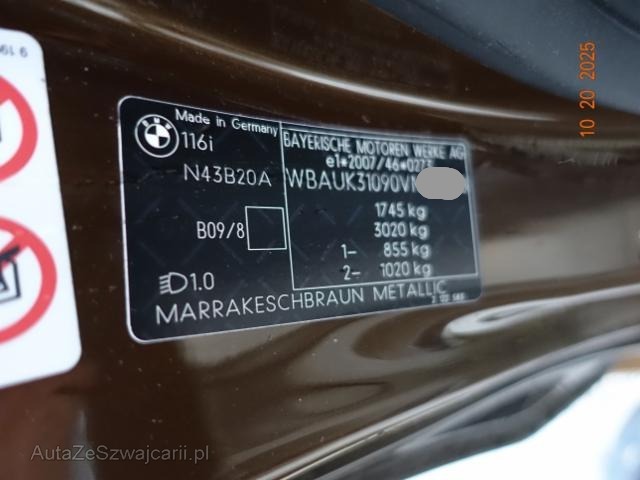 Made in Germany
116i
N43B20A
B09/8
1.0
MARRAKESCHBRAUN METALLIC
BAYERISCHE MOTOREN WERKE AG
e1*2007/46*0273
WBAUK31090V
1745 kg
3020 kg
1- 855 kg
2- 1020 kg
10 20 2025
AutaZeSzwajcarii.pl